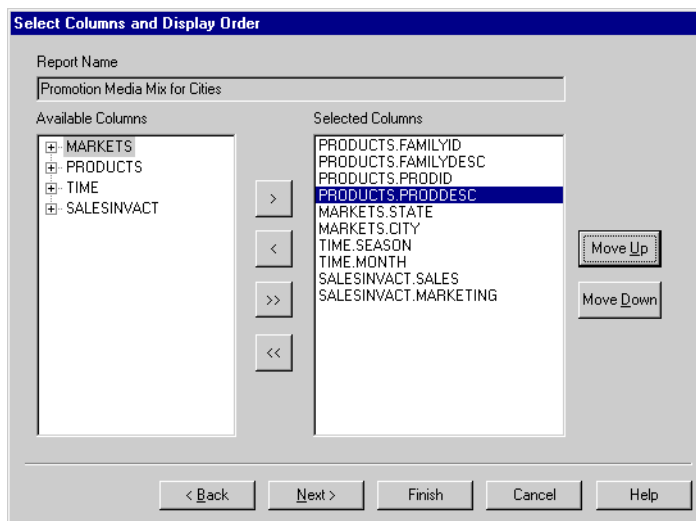 Select Columns and Display Order
Report Name
Promotion Media Mix for Cities
Available Columns
Selected Columns
MARKETS
PRODUCTS
TIME
SALESINVACT
>
<
>>
<<
PRODUCTS.FAMILYID
PRODUCTS.FAMILYDESC
PRODUCTS.PRODID
PRODUCTS.PRODDESC
MARKETS.STATE
MARKETS.CITY
TIME.SEASON
TIME.MONTH
SALESINVACT.SALES
SALESINVACT.MARKETING
Move Up
Move Down
< Back
Next >
Finish
Cancel
Help